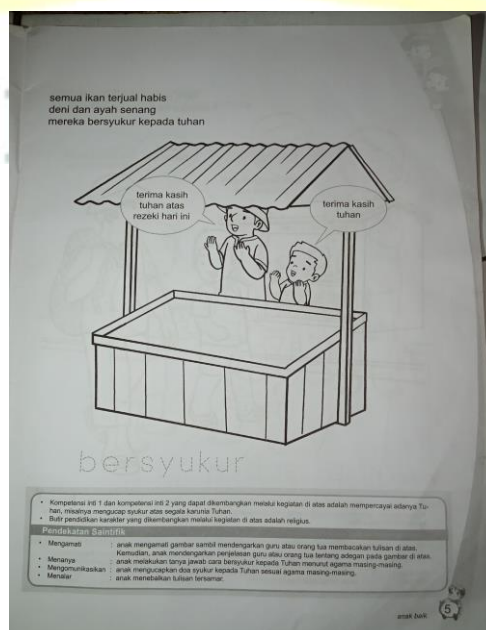 semua ikan terjual habis
deni dan ayah senang
mereka bersyukur kepada tuhan
terima kasih
tuhan atas
rezeki hari ini
terima kasih
tuhan
bersyukur
• Kompetensi inti 1 dan kompetensi inti 2 yang dapat dikembangkan melalui kegiatan di atas adalah mempercayai adanya Tu-
han, misalnya mengucap syukur atas segala karunia Tuhan.
• Butir pendidikan karakter yang dikembangkan melalui kegiatan di atas adalah religius.
Pendekatan Saintifik
• Mengamati : anak mengamati gambar sambil mendengarkan guru atau orang tua membacakan tulisan di atas.
Kemudian, anak mendengarkan penjelasan guru atau orang tua tentang adegan pada gambar di atas.
• Menanya : anak melakukan tanya jawab cara bersyukur kepada Tuhan menurut agama masing-masing.
• Mengomunikasikan : anak mengucapkan doa syukur kepada Tuhan sesuai agama masing-masing.
• Menalar : anak menebalkan tulisan tersamar.
anak baik
5